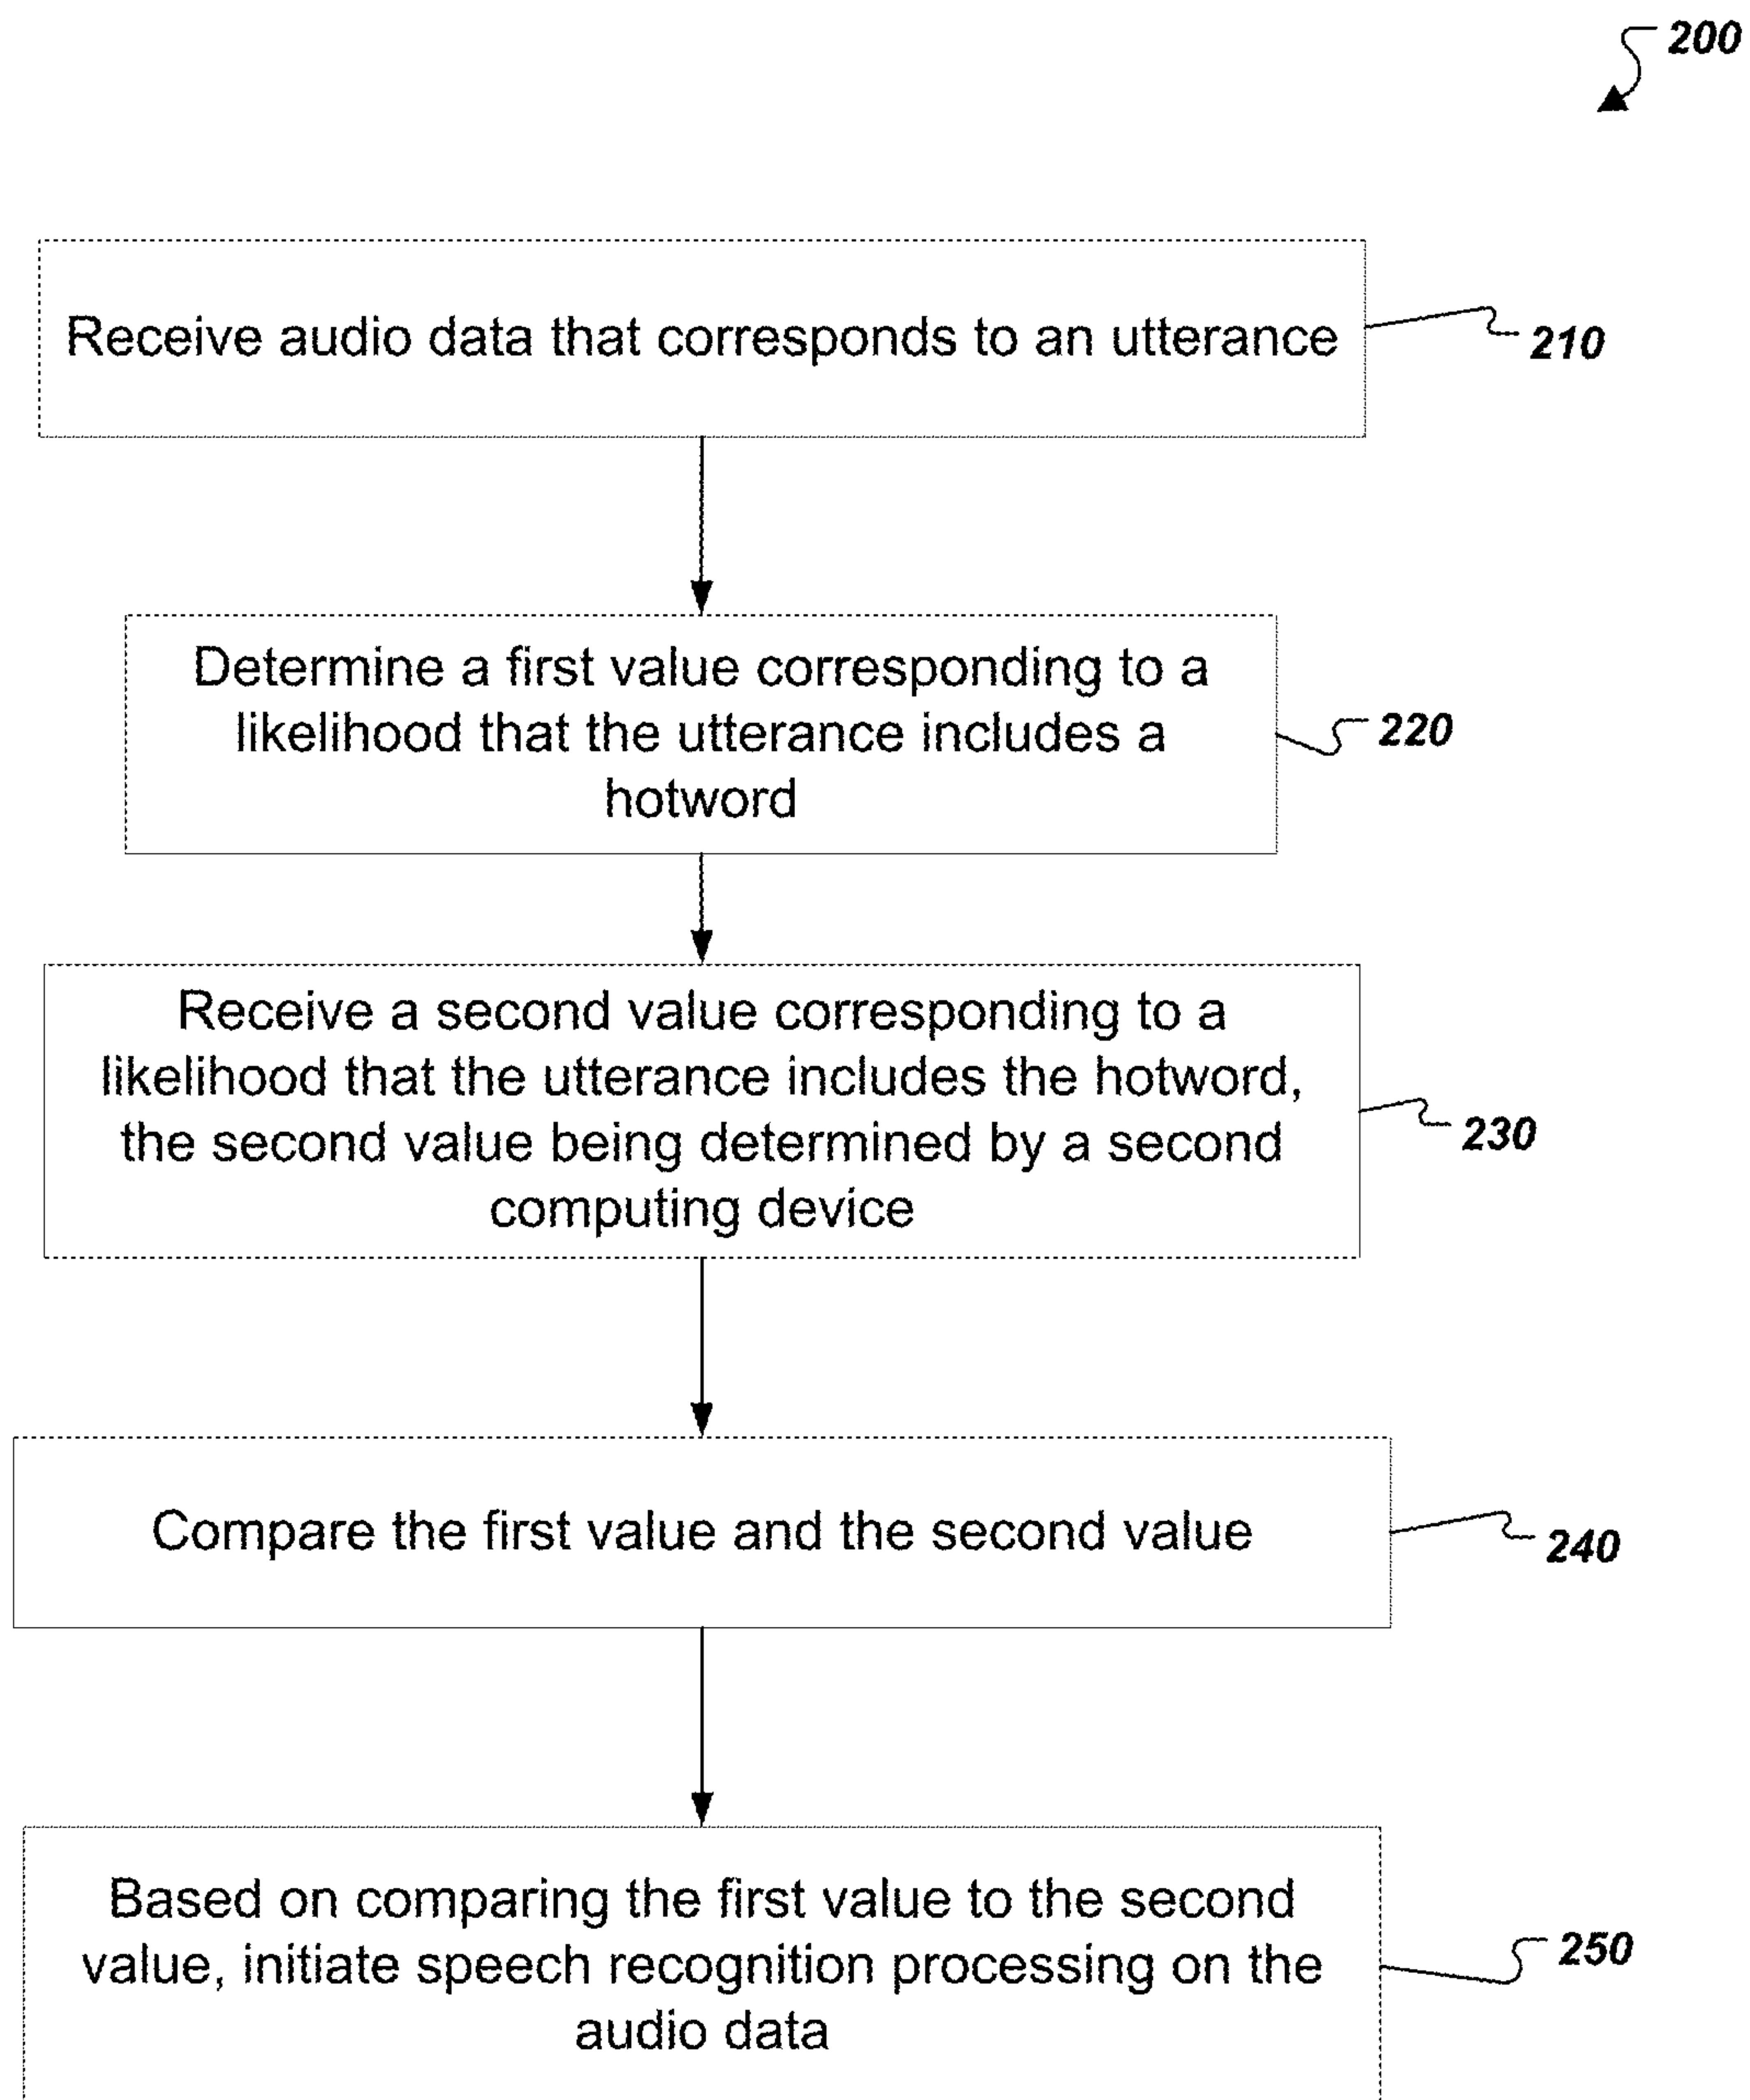 200
Receive audio data that corresponds to an utterance
210
Determine a first value corresponding to a
likelihood that the utterance includes a
hotword
220
Receive a second value corresponding to a
likelihood that the utterance includes the hotword,
the second value being determined by a second
computing device
230
Compare the first value and the second value
240
Based on comparing the first value to the second
value, initiate speech recognition processing on the
audio data
250